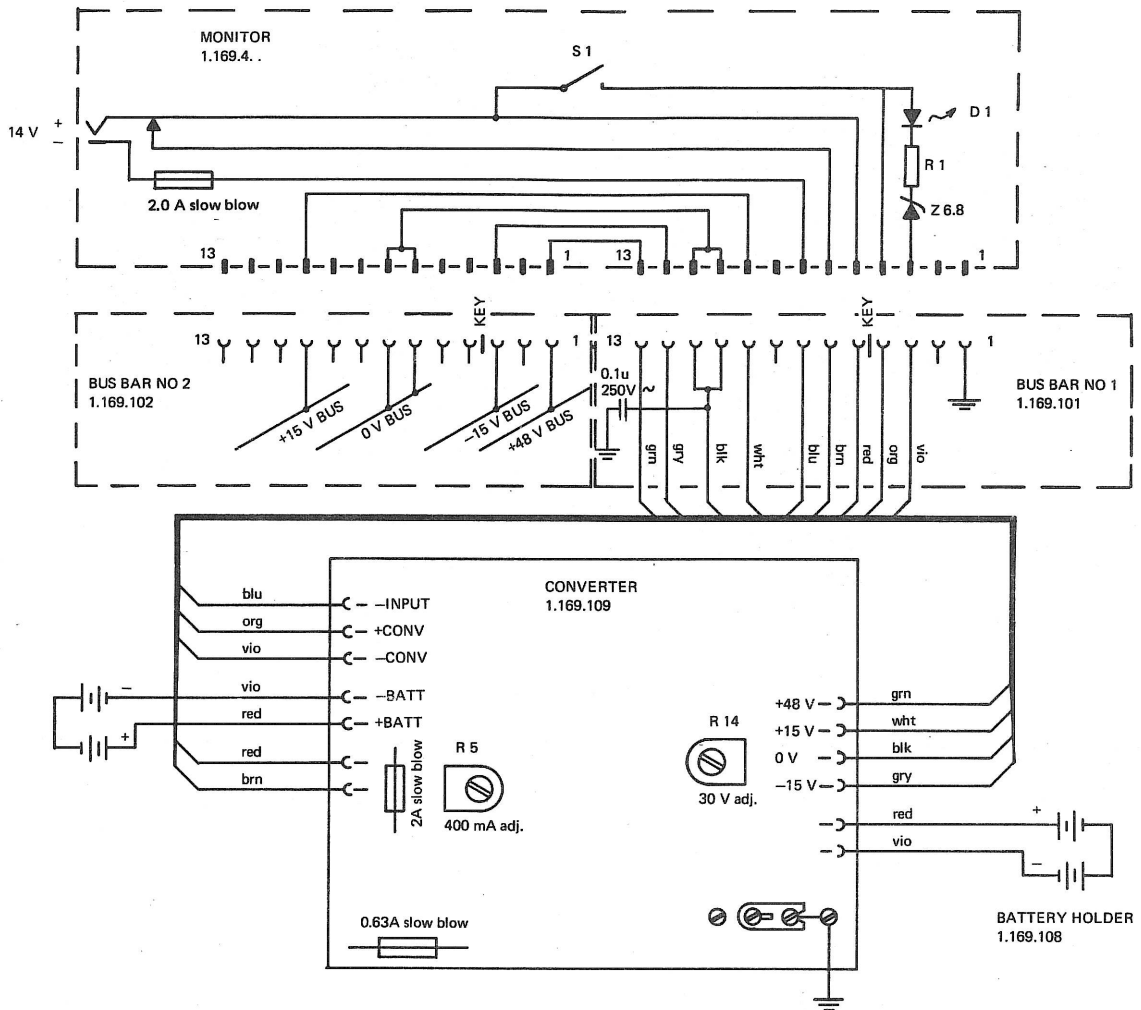 MONITOR
1.169.4. .
S 1
14 V
+
–
D 1
R 1
2.0 A slow blow
Z 6.8
13
1
13
1
KEY
KEY
13
1
13
1
0.1u
250V ~
BUS BAR NO 2
1.169.102
BUS BAR NO 1
1.169.101
+15 V BUS
0 V BUS
–15 V BUS
+48 V BUS
grn
gry
blk
wht
blu
brn
red
org
vio
CONVERTER
1.169.109
blu
–INPUT
org
+CONV
vio
–CONV
–
vio
–BATT
+
red
+BATT
red
brn
2A slow blow
R 5
400 mA adj.
R 14
30 V adj.
+48 V
grn
+15 V
wht
0 V
blk
–15 V
gry
red
+
vio
–
0.63A slow blow
BATTERY HOLDER
1.169.108